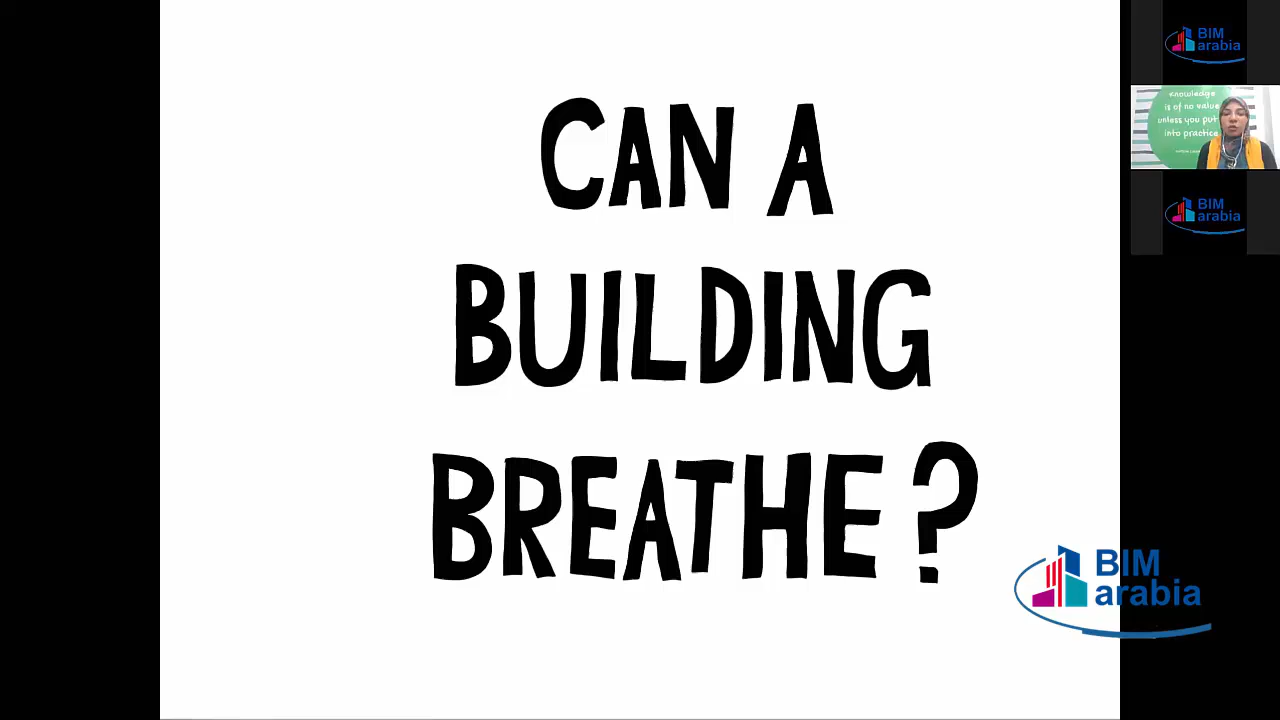 CAN A
BUILDING
BREATHE?
BIM
arabia
BIM
arabia
knowledge
is of no value
unless you put
into practice
BIM
arabia